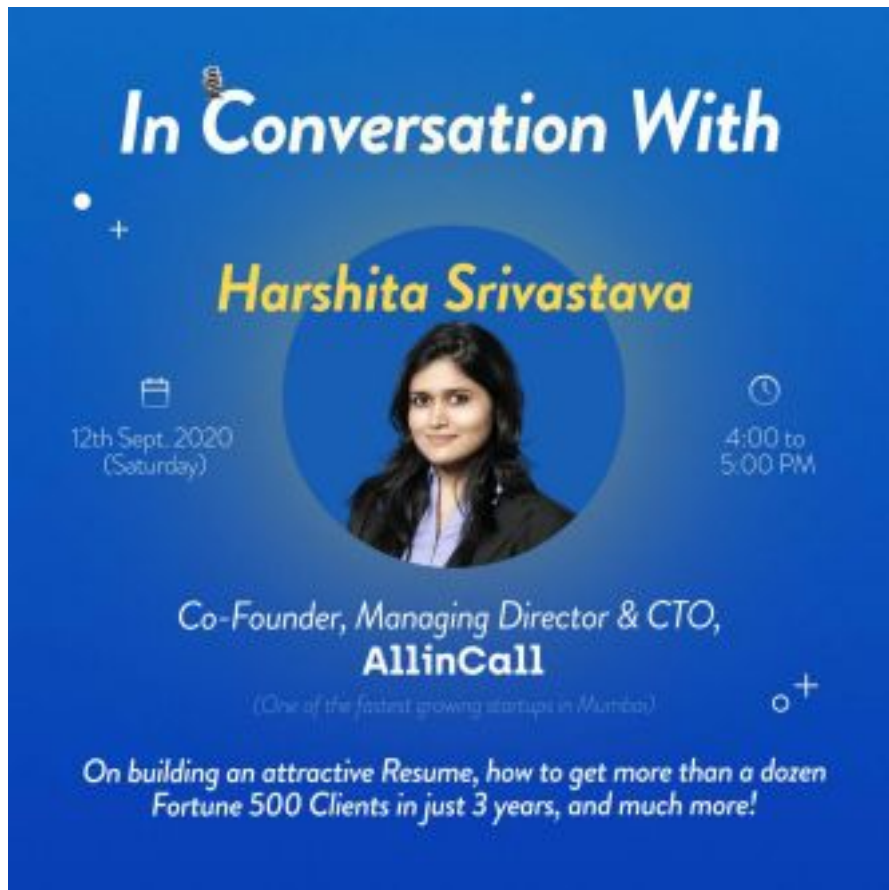 In Conversation With
Harshita Srivastava
12th Sept. 2020
(Saturday)
4:00 to
5:00 PM
Co-Founder, Managing Director & CTO,
AllinCall
(One of the fastest growing startups in Mumbai)
On building an attractive Resume, how to get more than a dozen
Fortune 500 Clients in just 3 years, and much more!